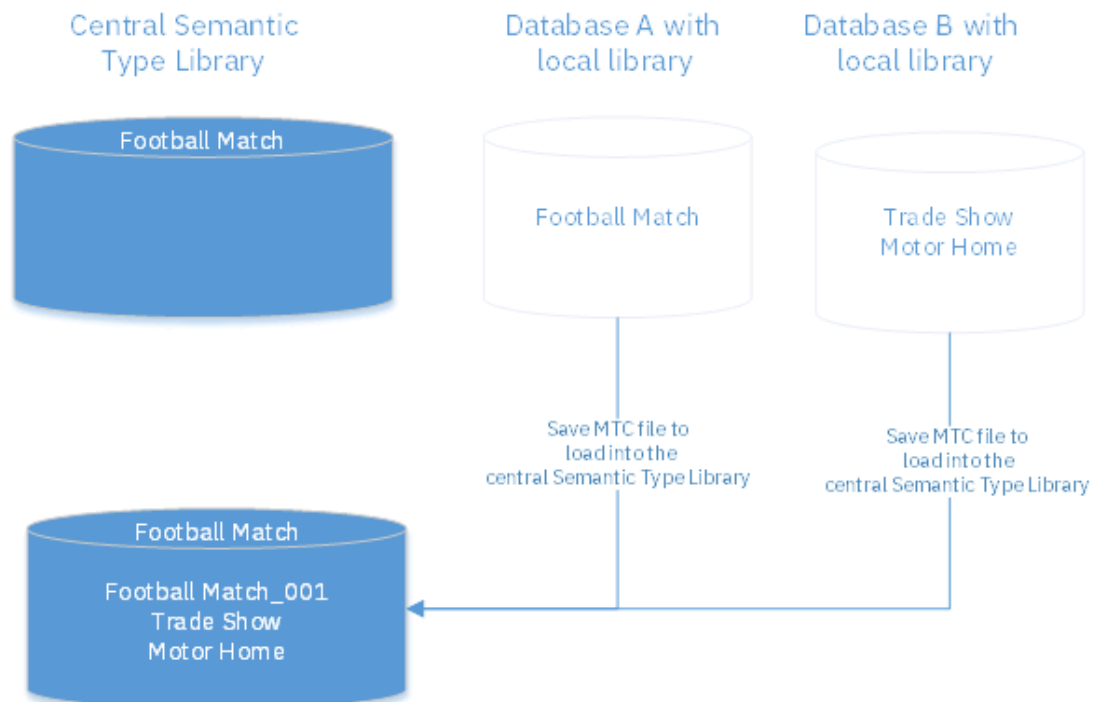 Central Semantic
Type Library
Database A with
local library
Database B with
local library
Football Match
Football Match
Trade Show
Motor Home
Save MTC file to
load into the
central Semantic Type Library
Save MTC file to
load into the
central Semantic Type Library
Football Match
Football Match_001
Trade Show
Motor Home